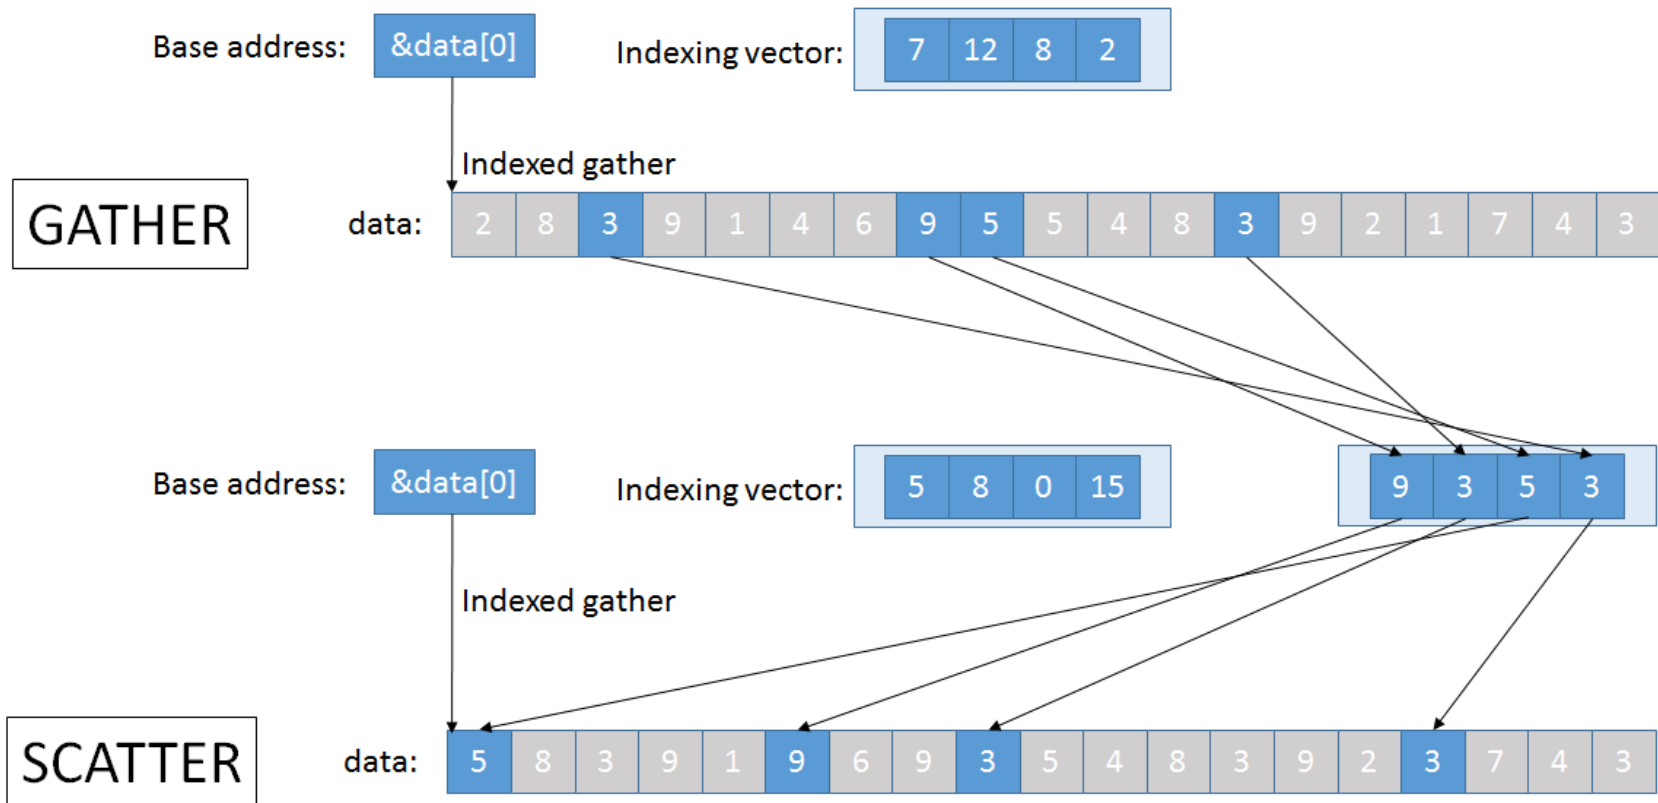 Base address: &data[0] Indexing vector: 7 12 8 2
Indexed gather
GATHER data: 2 8 3 9 1 4 6 9 5 5 4 8 3 9 2 1 7 4 3
Base address: &data[0] Indexing vector: 5 8 0 15 9 3 5 3
Indexed gather
SCATTER data: 5 8 3 9 1 9 6 9 3 5 4 8 3 9 2 3 7 4 3